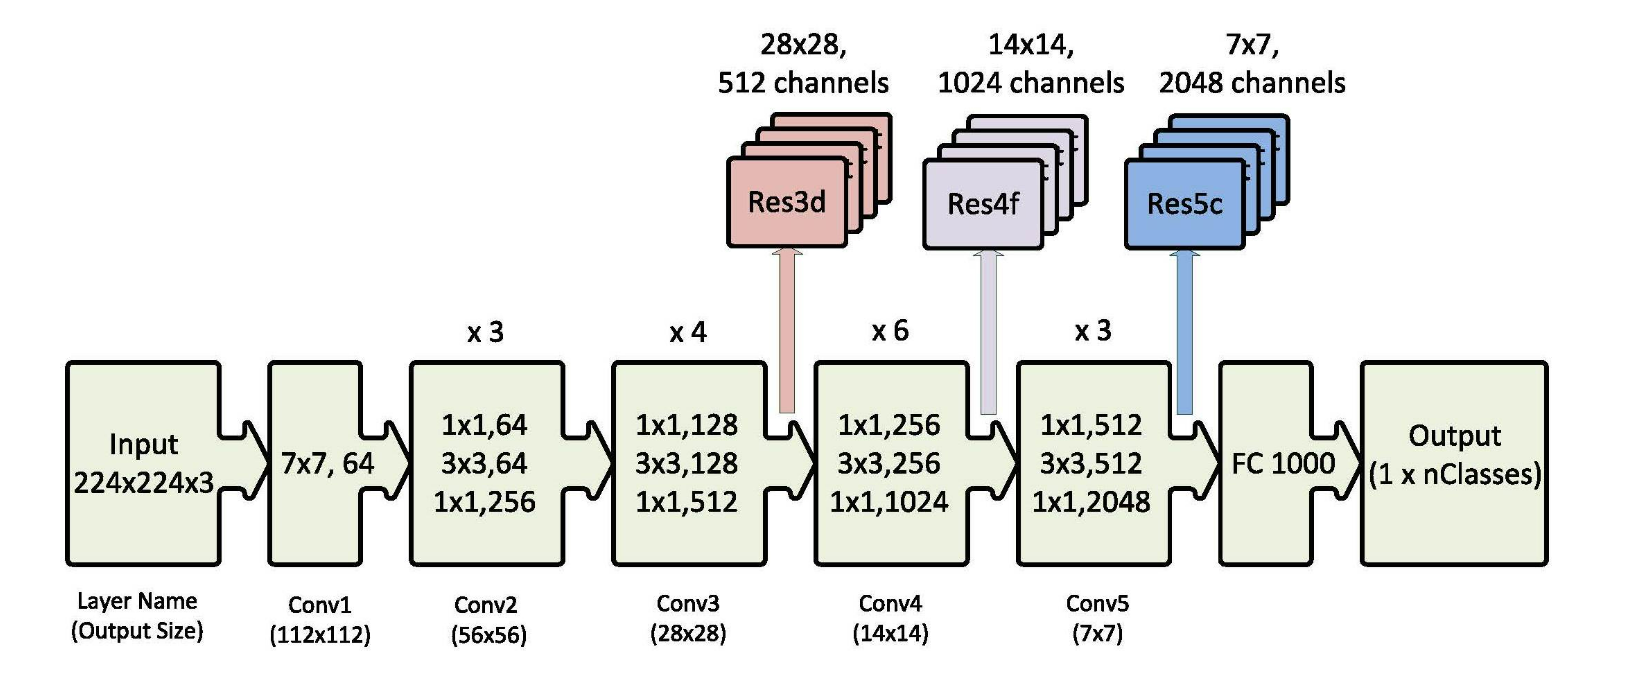 28x28,
512 channels
14x14,
1024 channels
7x7,
2048 channels
Res3d
Res4f
Res5c
x 3
x 4
x 6
x 3
Input
224x224x3
7x7, 64
1x1,64
3x3,64
1x1,256
1x1,128
3x3,128
1x1,512
1x1,256
3x3,256
1x1,1024
1x1,512
3x3,512
1x1,2048
FC 1000
Output
(1 x nClasses)
Layer Name
(Output Size)
Conv1
(112x112)
Conv2
(56x56)
Conv3
(28x28)
Conv4
(14x14)
Conv5
(7x7)